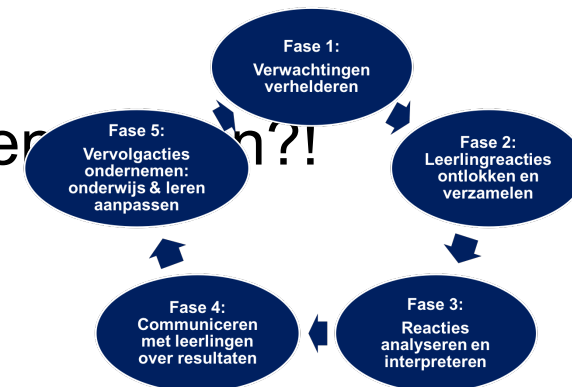 Fase 1:
Verwachtingen
verhelderen
Fase 2:
Leerlingreacties
ontlokken en
verzamelen
Fase 3:
Reacties
analyseren en
interpreteren
Fase 4:
Communiceren
met leerlingen
over resultaten
Fase 5:
Vervolgacties
ondernemen:
onderwijs & leren
aanpassen